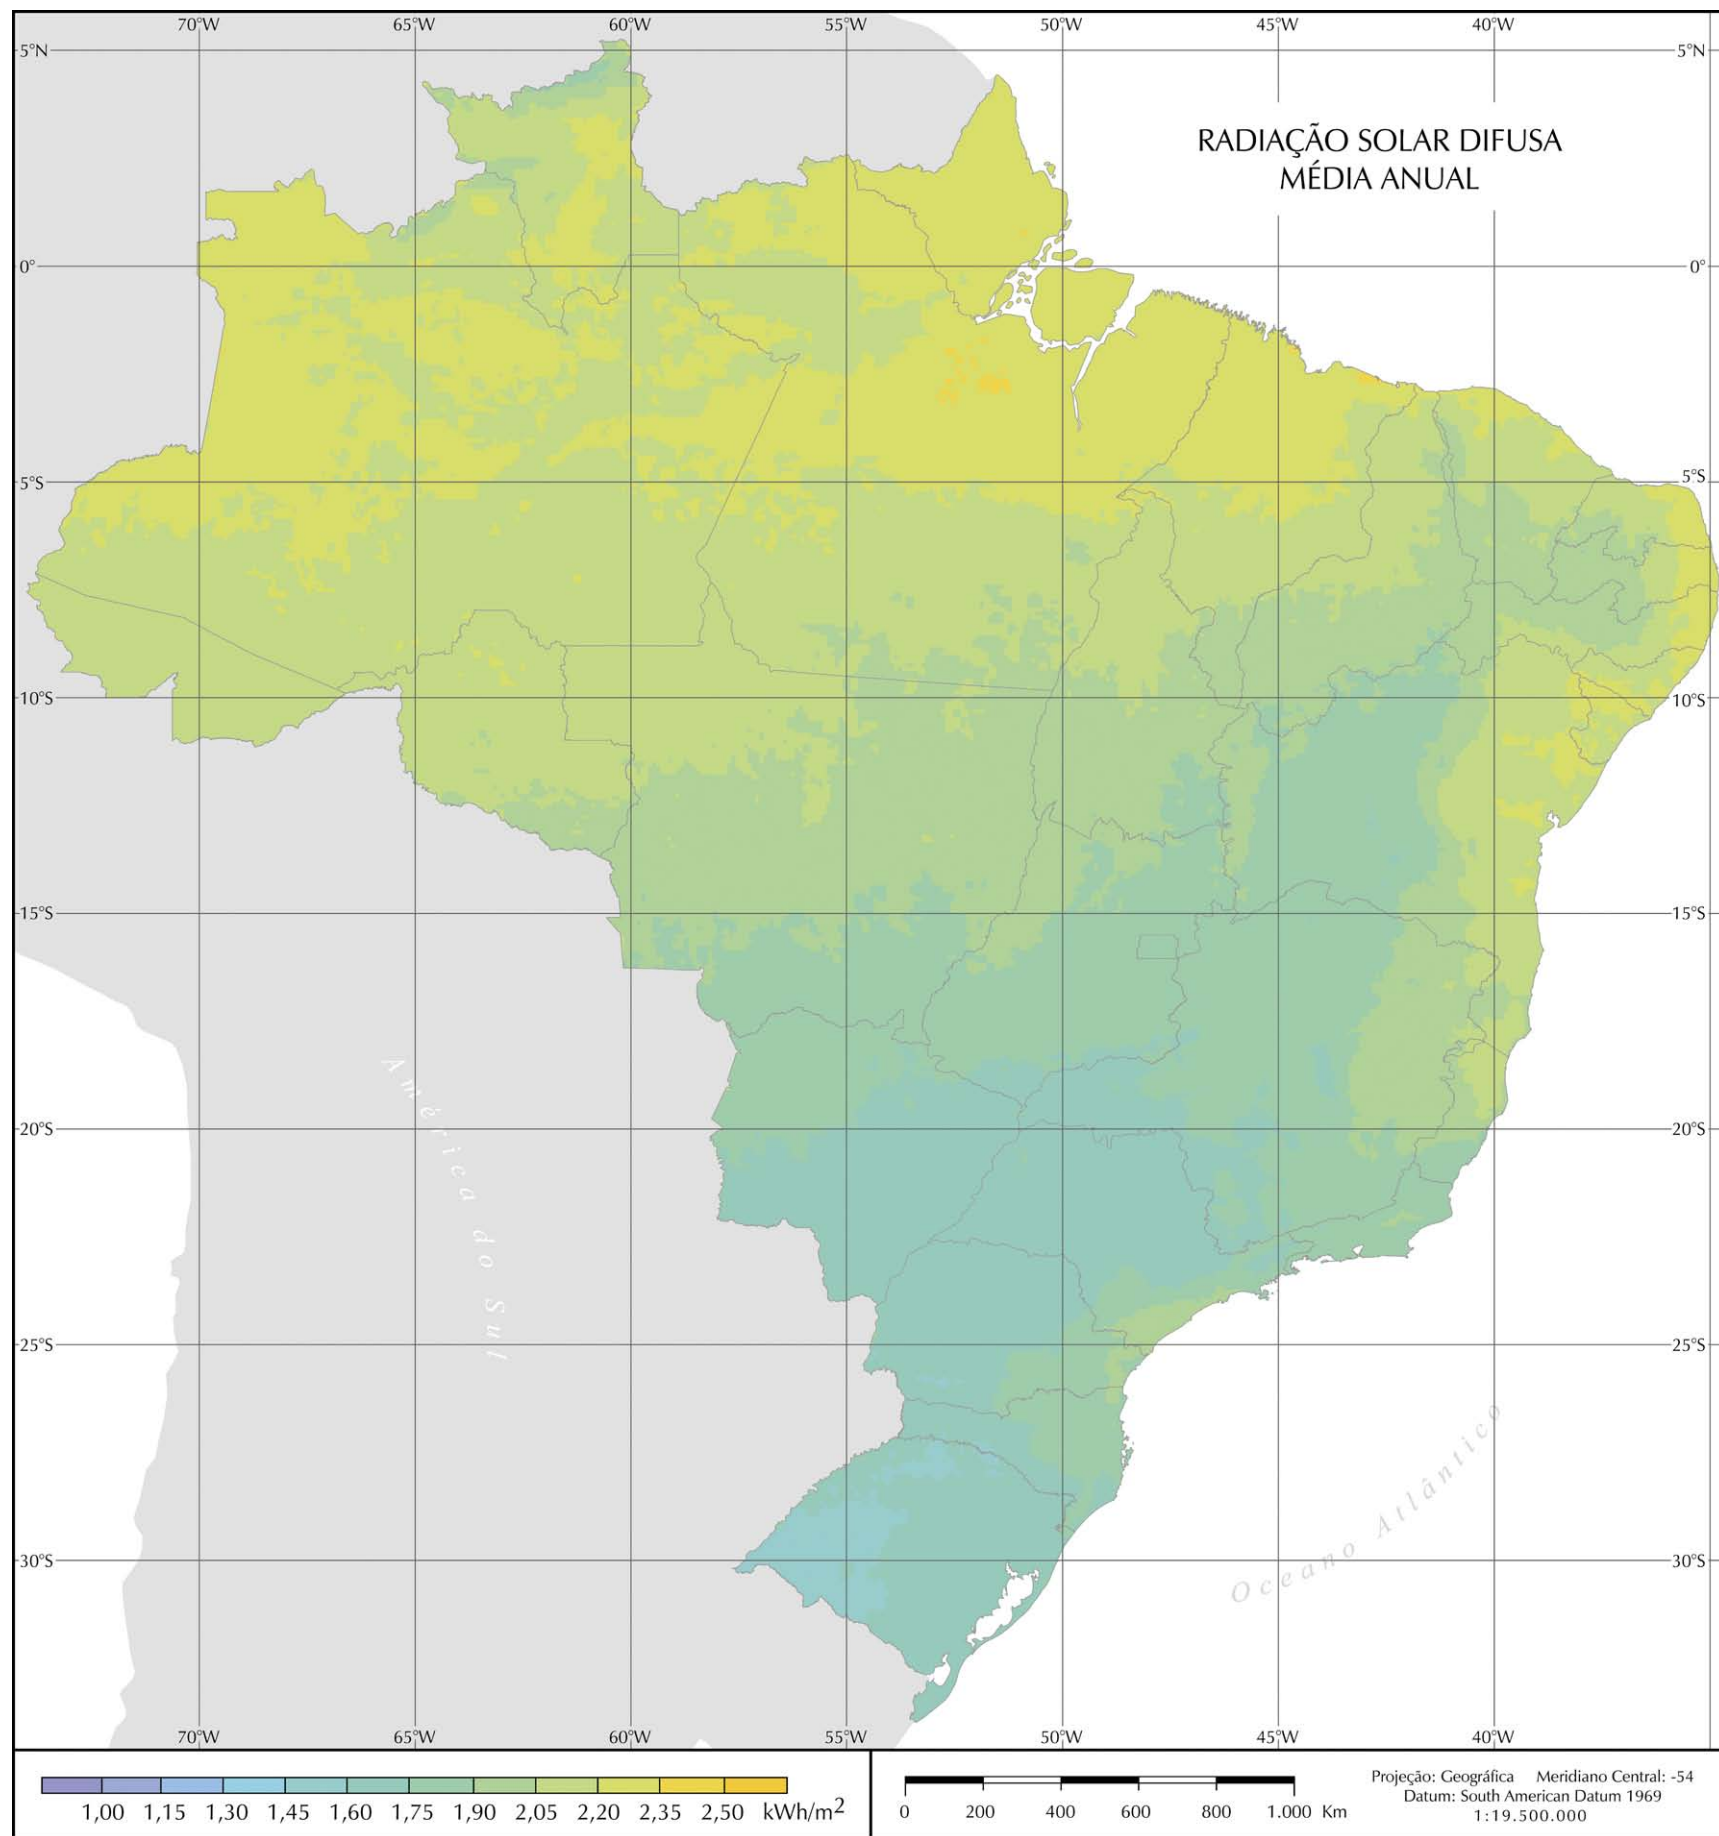 70°W 65°W 60°W 55°W 50°W 45°W 40°W
5°N 5°N
RADIAÇÃO SOLAR DIFUSA
MÉDIA ANUAL
0° 0°
5°S 5°S
10°S 10°S
15°S 15°S
América do Sul
20°S 20°S
25°S 25°S
Oceano Atlântico
30°S 30°S
70°W 65°W 60°W 55°W 50°W 45°W 40°W
1,00 1,15 1,30 1,45 1,60 1,75 1,90 2,05 2,20 2,35 2,50 kWh/m²
0 200 400 600 800 1.000 Km
Projeção: Geográfica Meridiano Central: -54
Datum: South American Datum 1969
1:19.500.000